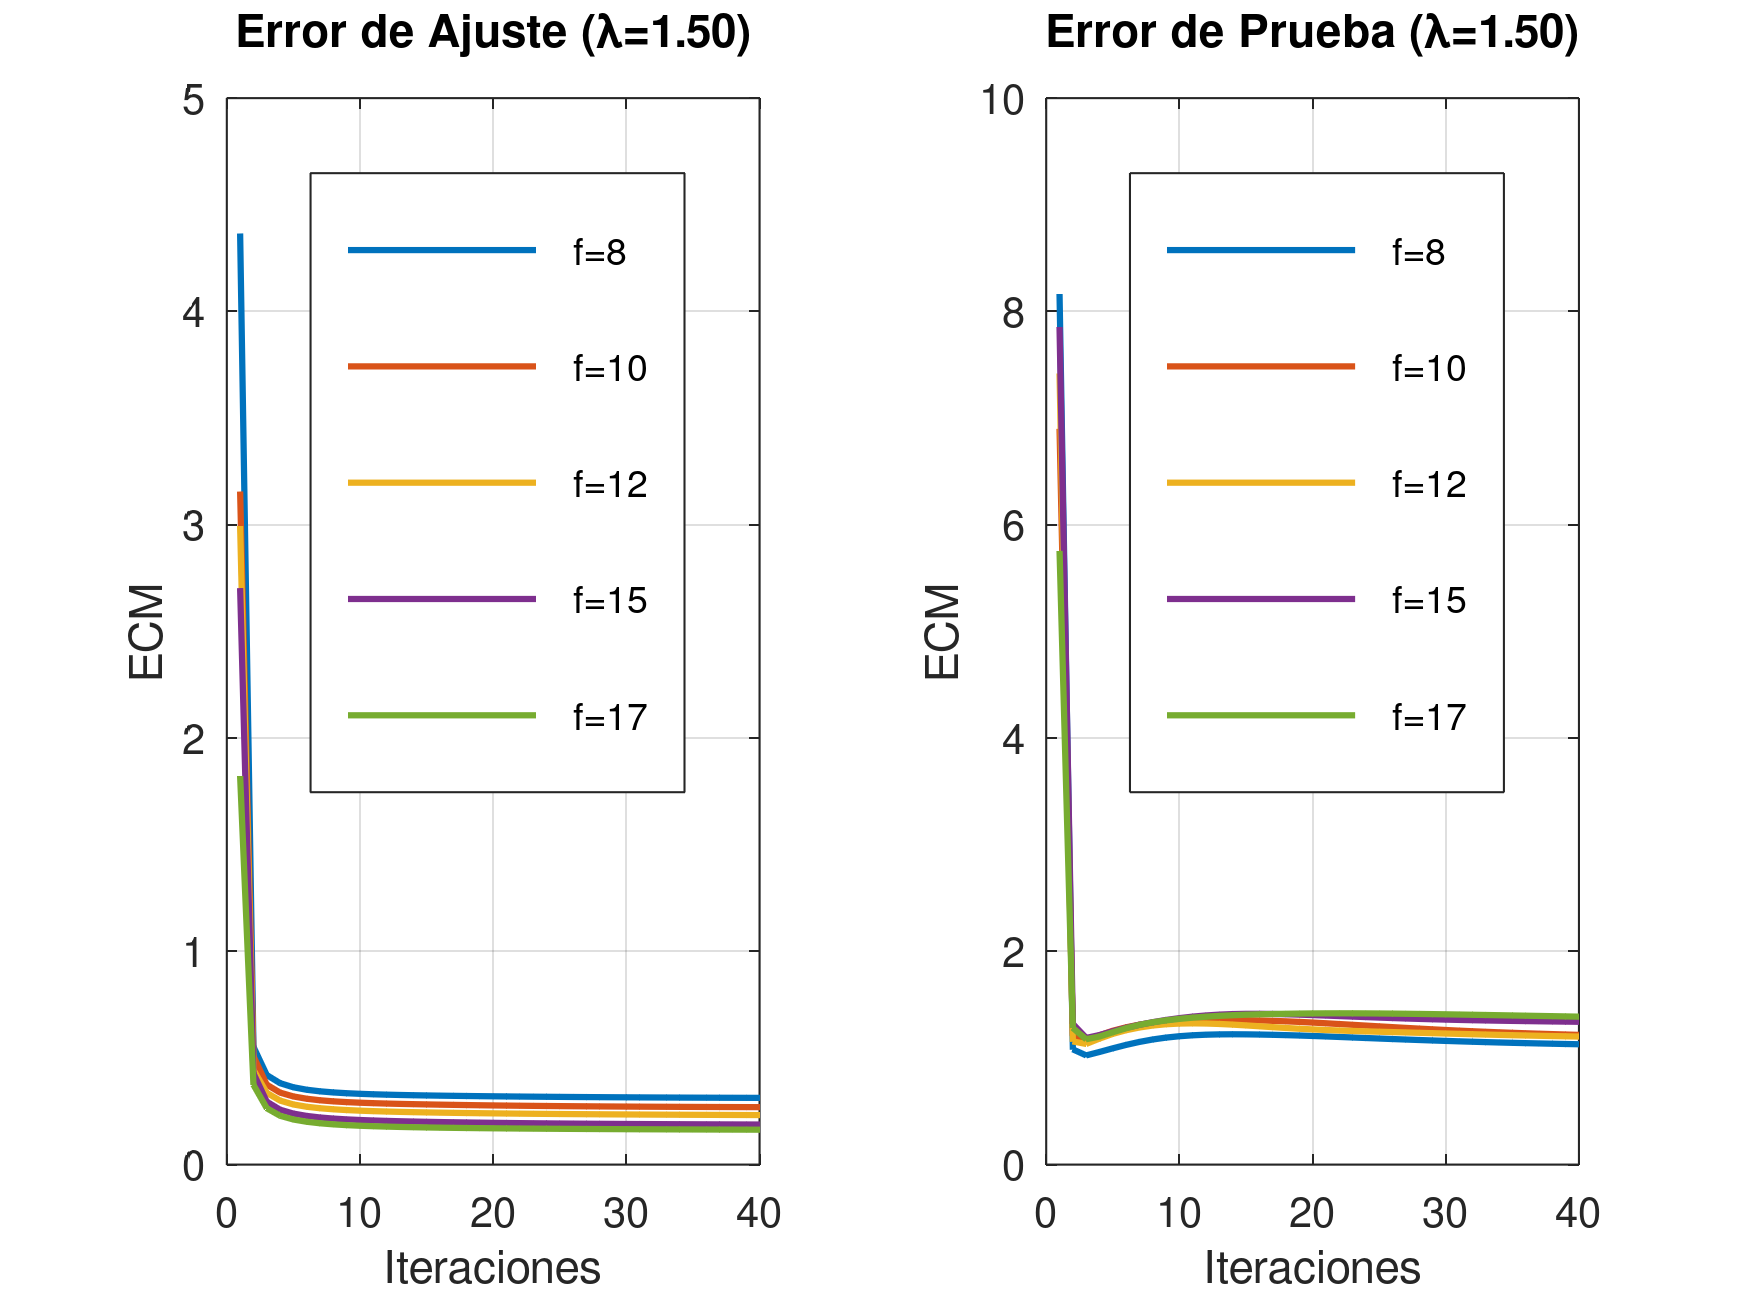 Error de Ajuste (λ=1.50)
5
4
3
2
1
0
ECM
f=8
f=10
f=12
f=15
f=17
0 10 20 30 40
Iteraciones
Error de Prueba (λ=1.50)
10
8
6
4
2
0
ECM
f=8
f=10
f=12
f=15
f=17
0 10 20 30 40
Iteraciones